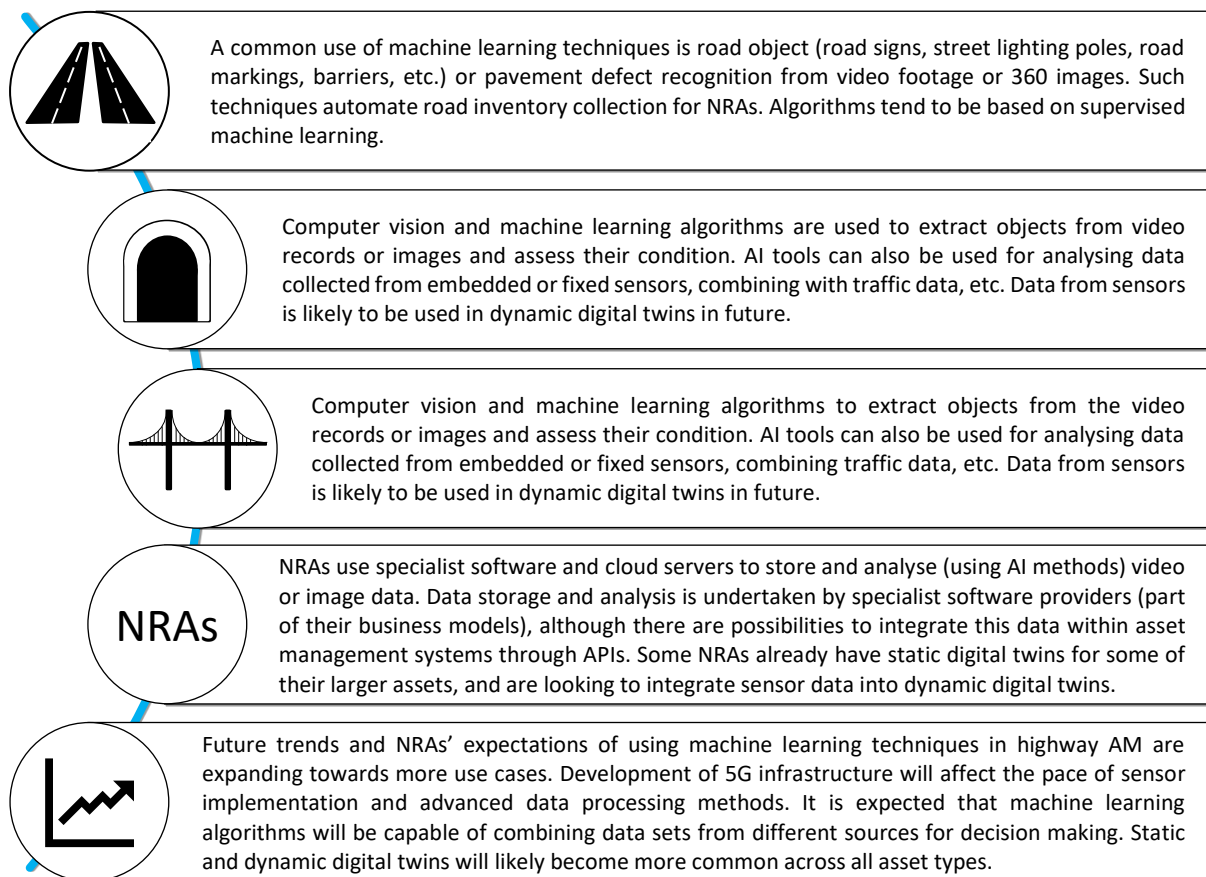 A common use of machine learning techniques is road object (road signs, street lighting poles, road
markings, barriers, etc.) or pavement defect recognition from video footage or 360 images. Such
techniques automate road inventory collection for NRAs. Algorithms tend to be based on supervised
machine learning.
Computer vision and machine learning algorithms are used to extract objects from video
records or images and assess their condition. AI tools can also be used for analysing data
collected from embedded or fixed sensors, combining with traffic data, etc. Data from sensors
is likely to be used in dynamic digital twins in future.
Computer vision and machine learning algorithms to extract objects from the video
records or images and assess their condition. AI tools can also be used for analysing data
collected from embedded or fixed sensors, combining traffic data, etc. Data from sensors
is likely to be used in dynamic digital twins in future.
NRAs
NRAs use specialist software and cloud servers to store and analyse (using AI methods) video
or image data. Data storage and analysis is undertaken by specialist software providers (part
of their business models), although there are possibilities to integrate this data within asset
management systems through APIs. Some NRAs already have static digital twins for some of
their larger assets, and are looking to integrate sensor data into dynamic digital twins.
Future trends and NRAs’ expectations of using machine learning techniques in highway AM are
expanding towards more use cases. Development of 5G infrastructure will affect the pace of sensor
implementation and advanced data processing methods. It is expected that machine learning
algorithms will be capable of combining data sets from different sources for decision making. Static
and dynamic digital twins will likely become more common across all asset types.